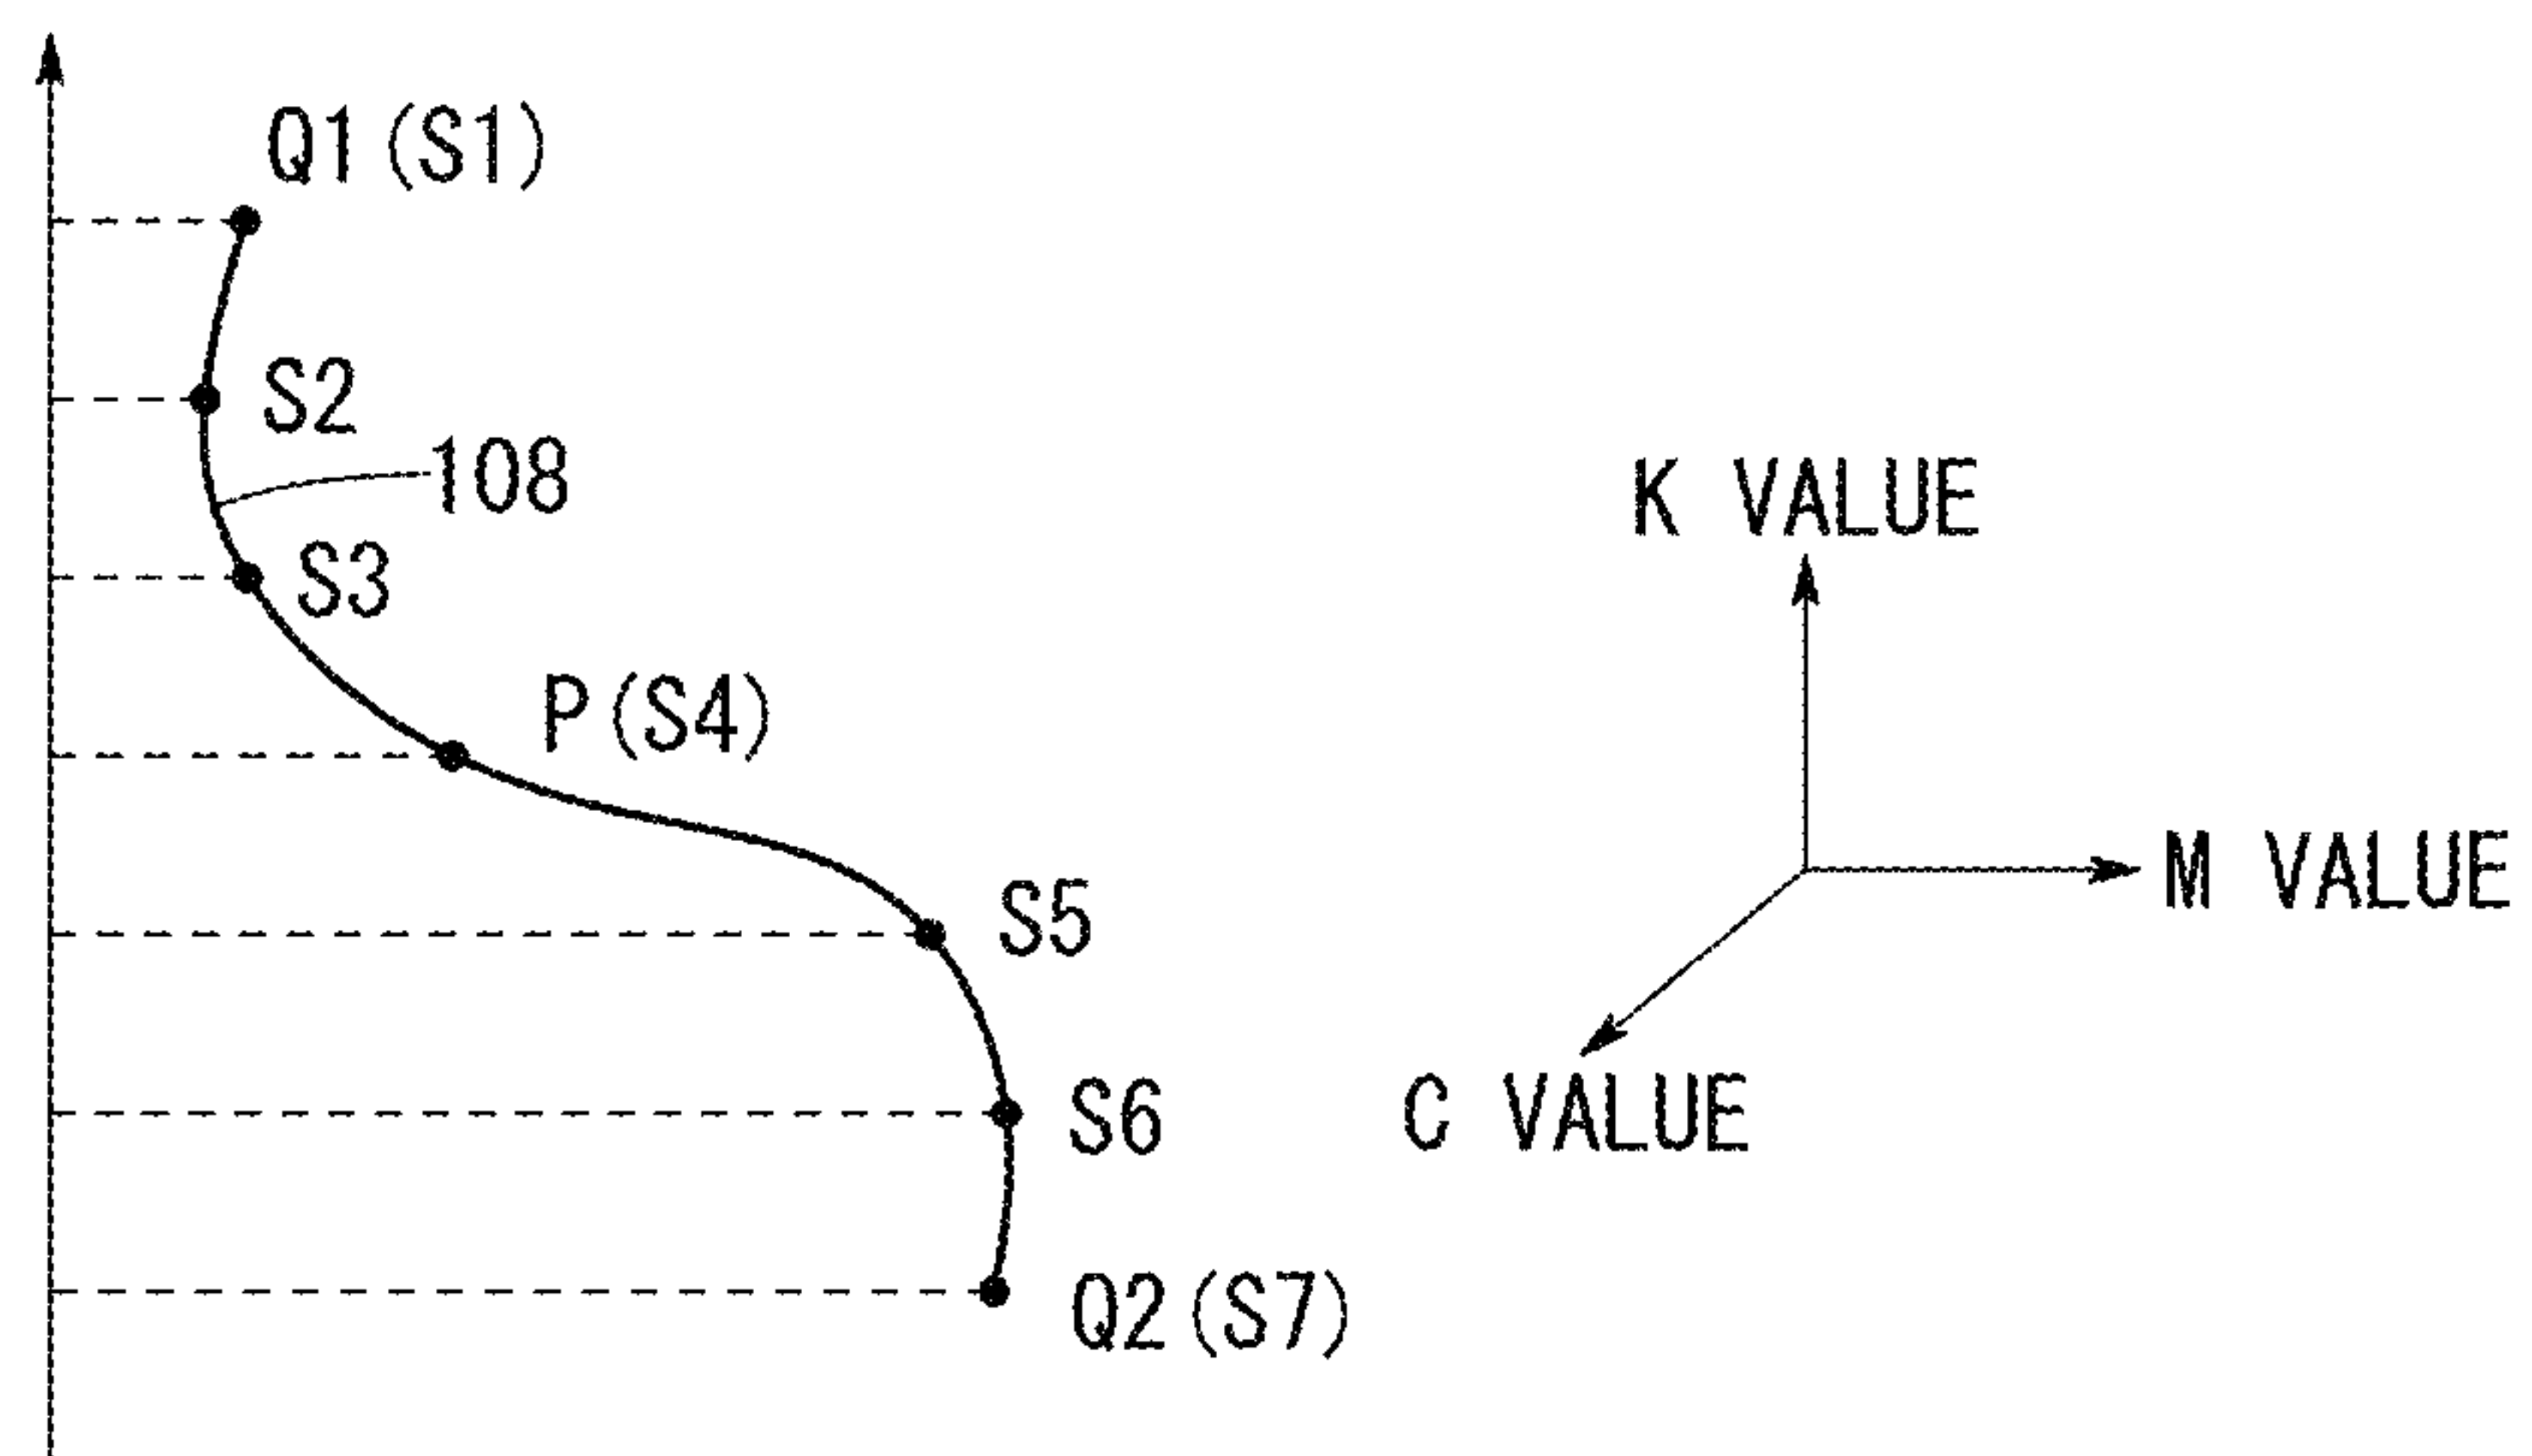 Q1(S1)
S2
108
S3
P(S4)
S5
S6
Q2(S7)
K VALUE
M VALUE
C VALUE